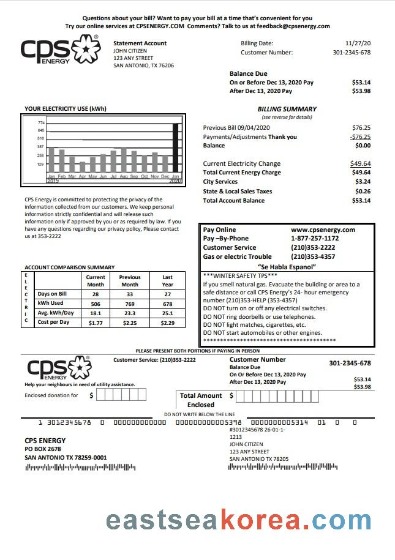 Questions about your bill? Want to pay your bill at a time that's convenient for you
Try our online services at CPSENERGY.COM Comments? Talk to us at feedback@cpsenergy.com
CPS ENERGY
Statement Account
JOHN CITIZEN
123 ANY STREET
SAN ANTONIO, TX 76206
Billing Date: 11/27/20
Customer Number: 301-2345-678
Balance Due
On or Before Dec 13, 2020 Pay $53.14
After Dec 13, 2020 Pay $53.98
YOUR ELECTRICITY USE (kWh)
Jan Feb Mar Apr May Jun Jul Aug Sep Oct Nov Dec Jan
2019 2020
BILLING SUMMARY
(use reverse for details)
Previous Bill 09/04/2020 $76.25
Payments/Adjustments Thank you -$76.25
Balance $0.00
Current Electricity Charge $49.64
Total Current Energy Charge $49.64
City Services $3.24
State & Local Sales Taxes $0.26
Total Account Balance $53.14
CPS Energy is committed to protecting the privacy of the
information collected from our customers. We keep personal
information strictly confidential and will release such
information only if approved by you or as required by law. If you
have any questions regarding our privacy policy, Please contact
us at 353-2222
Pay Online www.cpsenergy.com
Pay –By-Phone 1-877-257-1172
Customer Service (210)353-2222
Gas or electric Trouble (210)353-4357)
"Se Habla Espanol"
***WINTER SAFETY TPS***
If you smell natural gas. Evacuate the building or area to a
safe distance or call CPS Energy's 24- hour emergency
number (210)353-HELP (353-4357)
DO NOT turn on or off any electrical switches.
DO NOT ring doorbells or use telephones.
DO NOT light matches, cigarettes, etc.
DO NOT start automobiles or other engines.
ACCOUNT COMPARISON SUMMARY
ELECTRIC
Current Month Previous Month Last Year
Days on Bill 28 33 27
kWh Used 506 769 678
Avg. kWh/Day 18.1 23.3 25.1
Cost per Day $1.77 $2.25 $2.29
PLEASE PRESENT BOTH PORTIONS IF PAYING IN PERSON
CPS ENERGY
Customer Service: (210)353-2222
Customer Number 301-2345-678
Balance Due
On Or Before Dec 13, 2020 Pay $53.14
After Dec 13, 2020 Pay $53.98
Help your neighbours in need of utility assistance.
Enclosed donation for $
Total Amount Enclosed $
DO NOT WRITE BELOW THE LINE
CPS ENERGY
PO BOX 2678
SAN ANTONIO TX 78259-0001
#3012345678 26-01-1-
1213
JOHN CITIZEN
123 ANY STREET
SAN ANTONIO TX 78205
eastseakorea.com